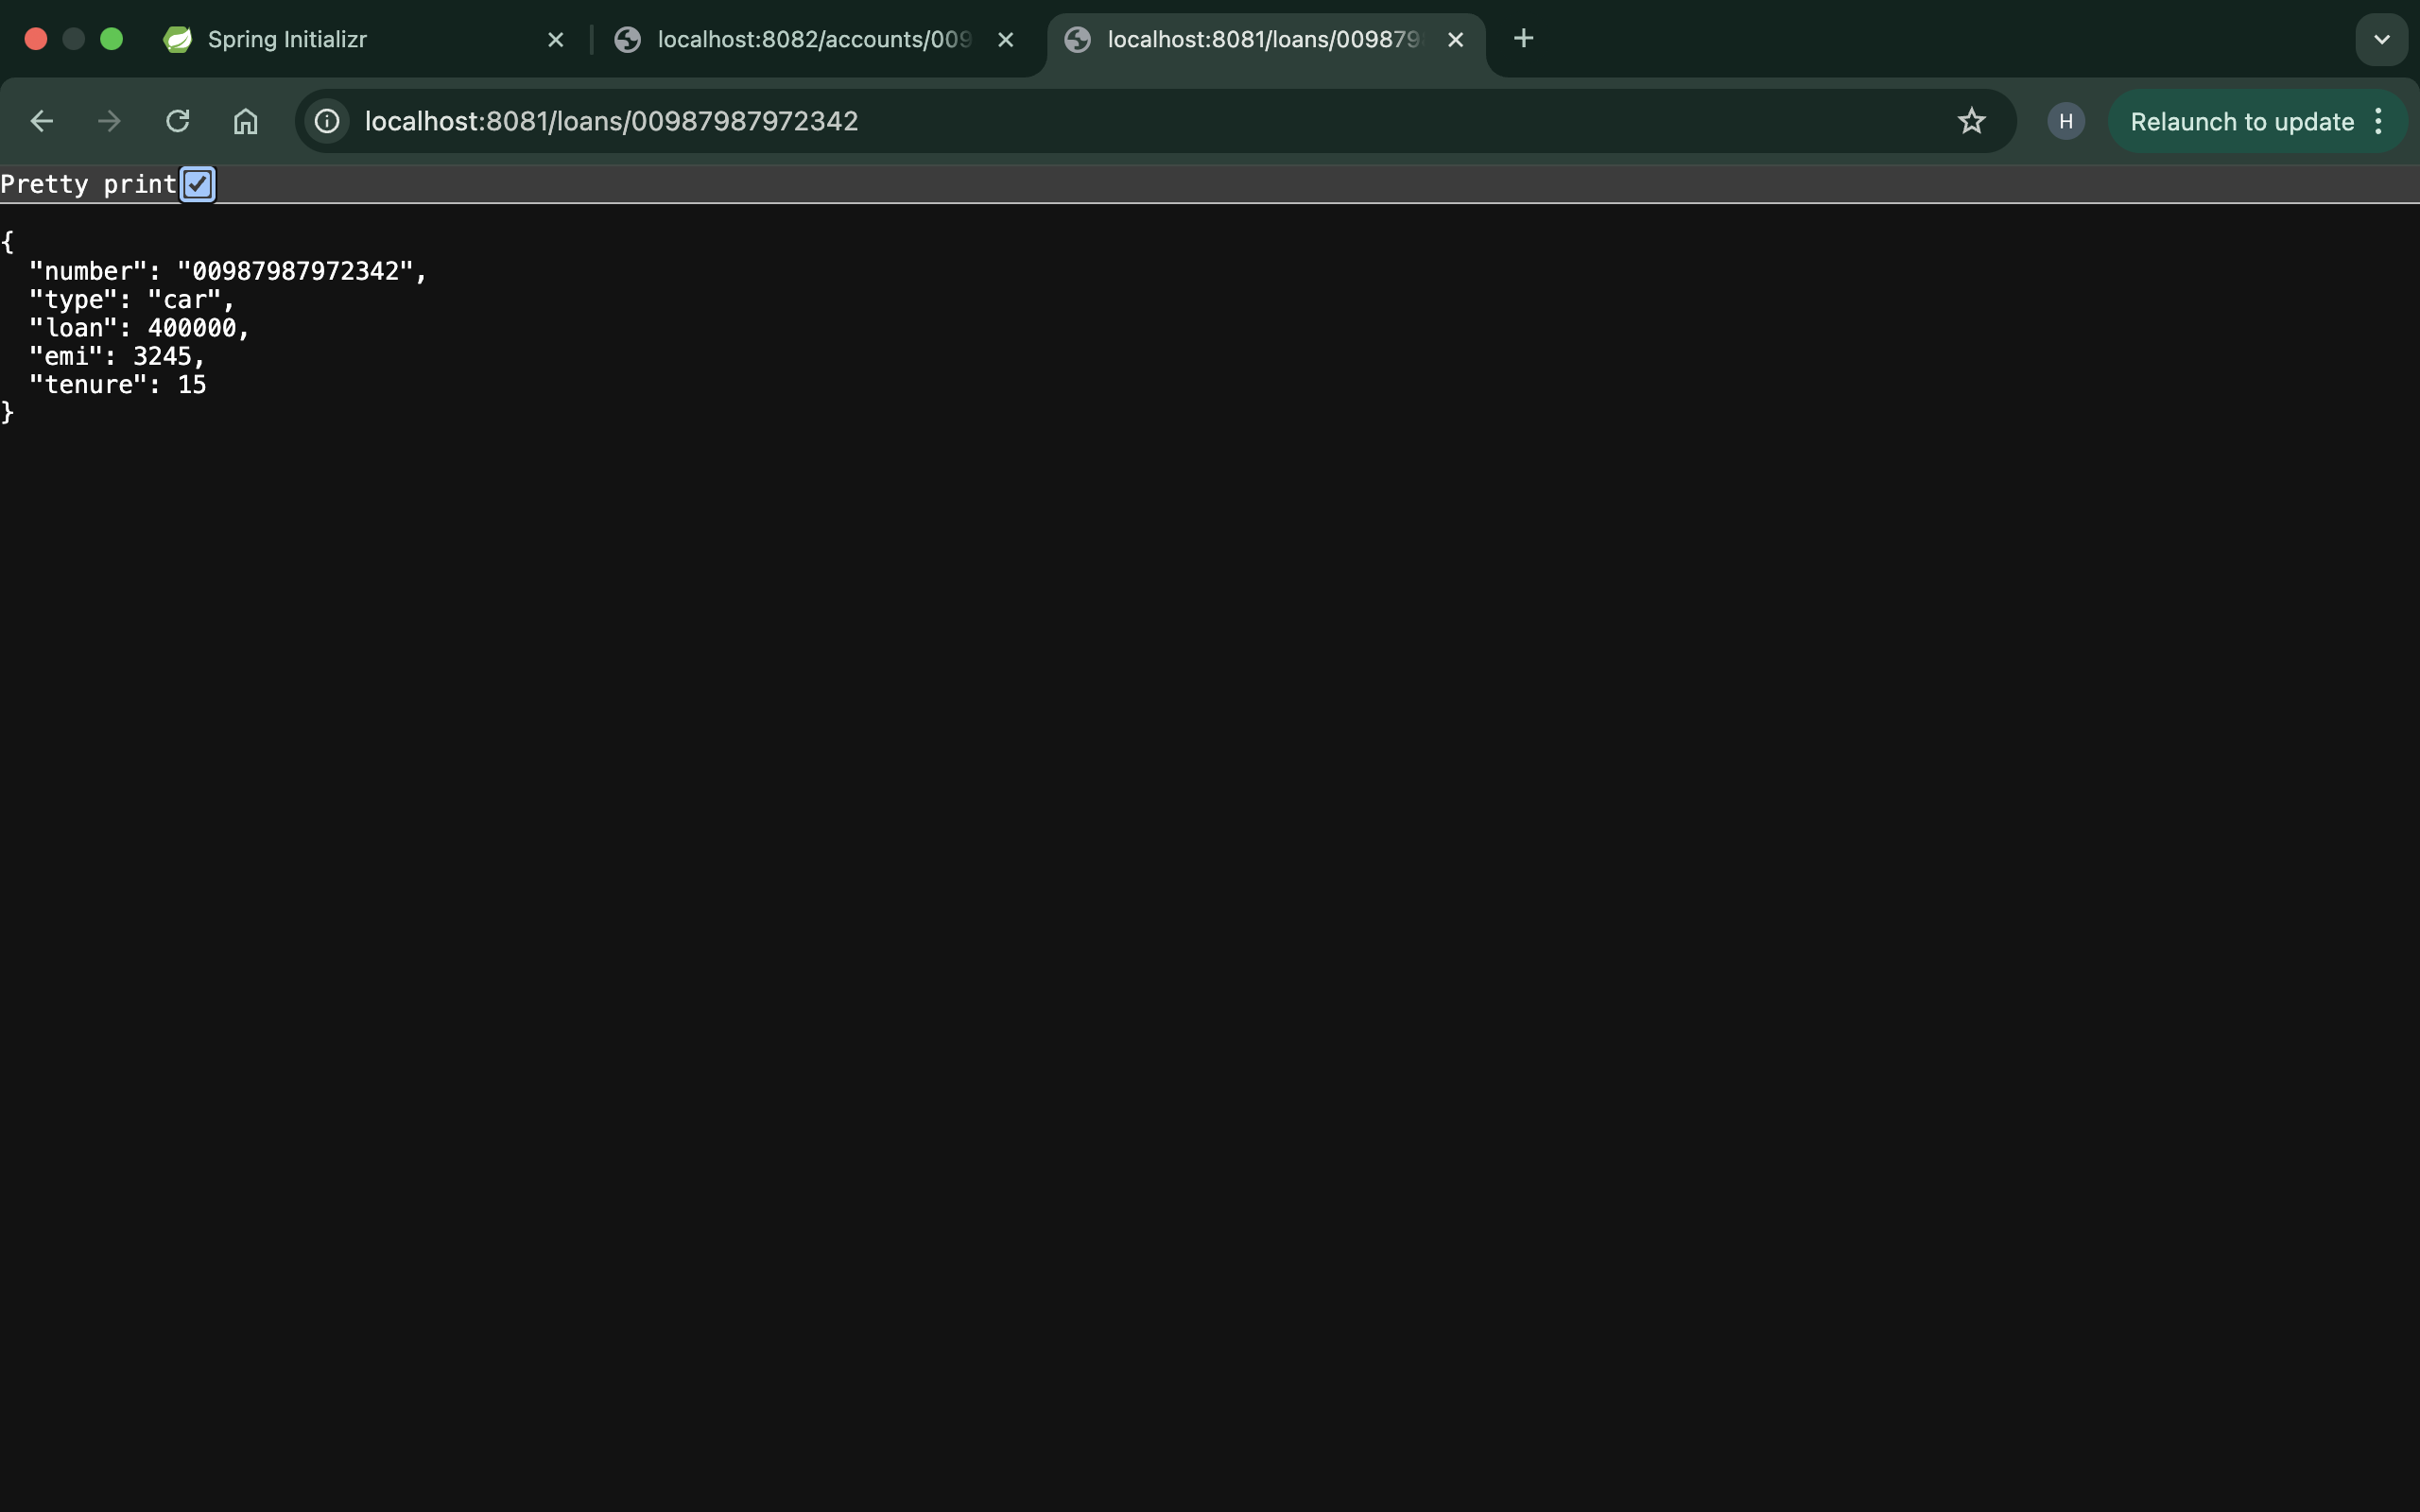 Spring Initializr
localhost:8082/accounts/009
localhost:8081/loans/009879
localhost:8081/loans/00987987972342
H
Relaunch to update
Pretty print
{
  "number": "00987987972342",
  "type": "car",
  "loan": 400000,
  "emi": 3245,
  "tenure": 15
}